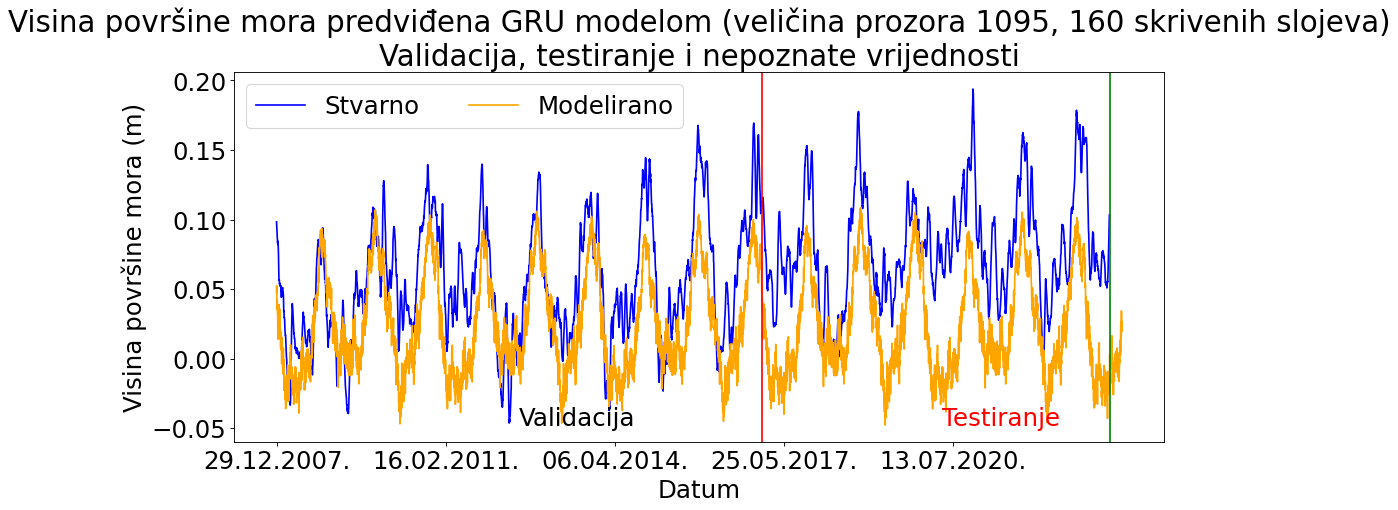 Visina površine mora predviđena GRU modelom (veličina prozora 1095, 160 skrivenih slojeva)
Validacija, testiranje i nepoznate vrijednosti
Stvarno
Modelirano
Visina površine mora (m)
0.20
0.15
0.10
0.05
0.00
−0.05
Validacija
Testiranje
29.12.2007.
16.02.2011.
06.04.2014.
25.05.2017.
13.07.2020.
Datum